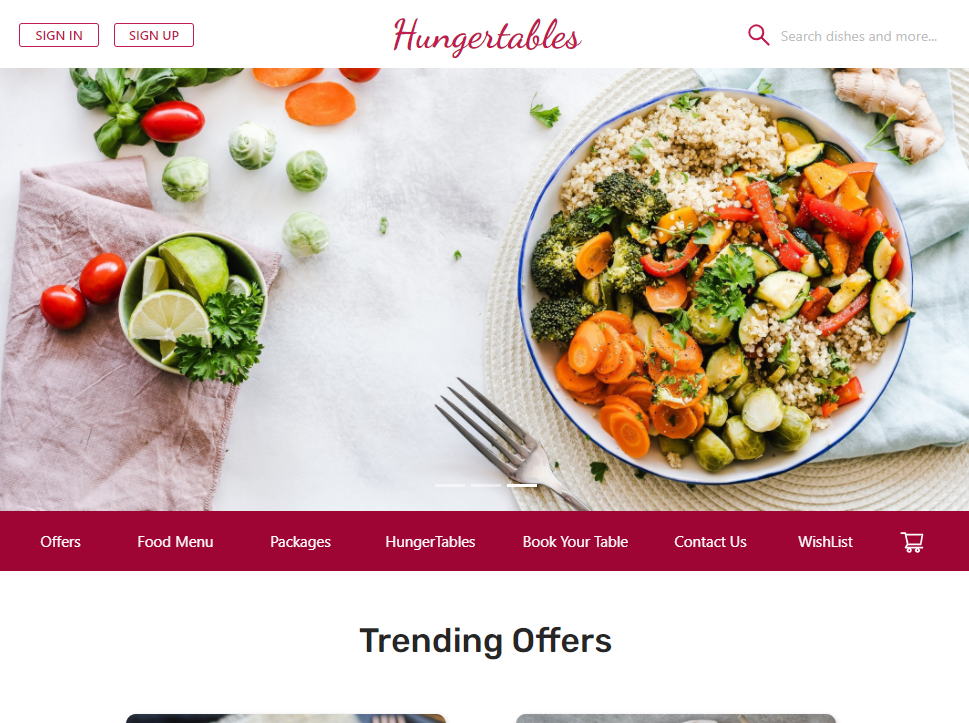 SIGN IN SIGN UP Hungertables Search dishes and more...
Offers Food Menu Packages HungerTables Book Your Table Contact Us WishList
Trending Offers